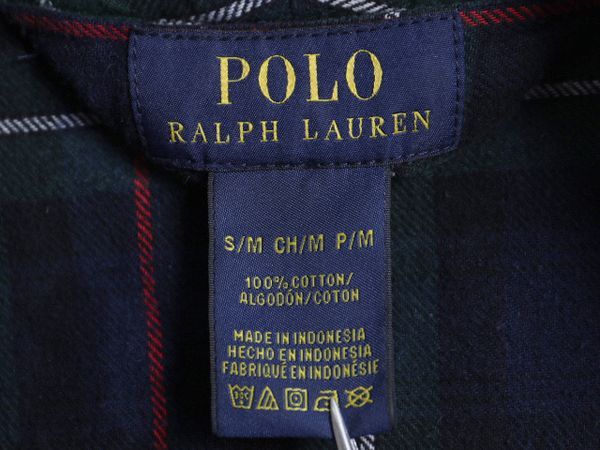 POLO
RALPH LAUREN
S/M CH/M P/M
100% COTTON/
ALGODÓN/COTON
MADE IN INDONESIA
HECHO EN INDONESIA
FABRIQUÉ EN INDONÉSIE